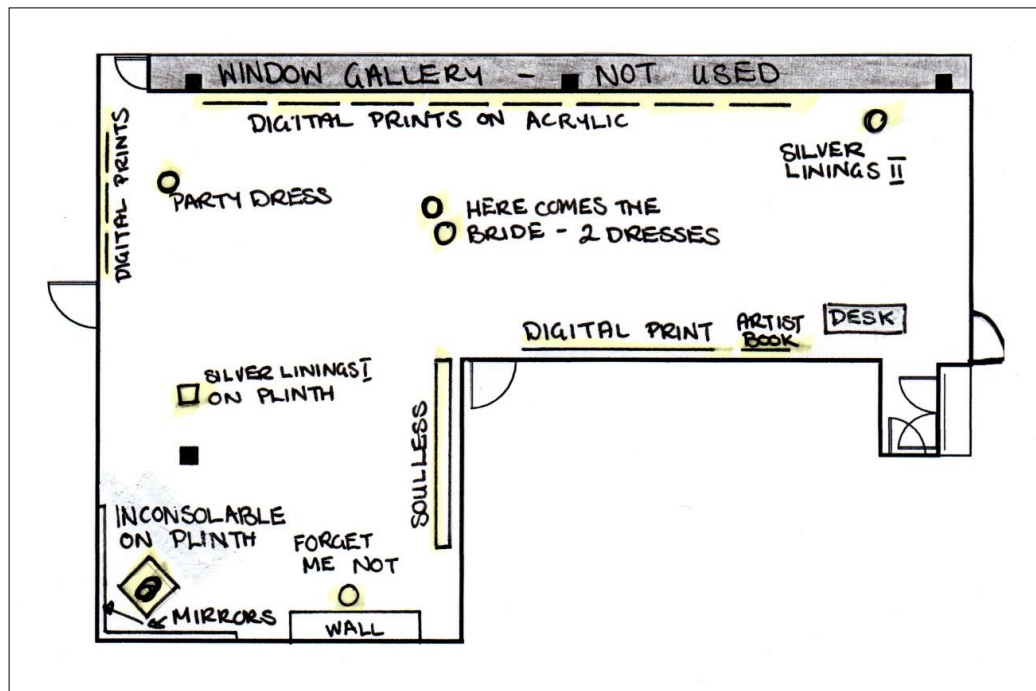 WINDOW GALLERY - NOT USED
DIGITAL PRINTS ON ACRYLIC
DIGITAL PRINTS
PARTY DRESS
HERE COMES THE
BRIDE - 2 DRESSES
SILVER
LININGS II
DIGITAL PRINT
ARTIST
BOOK
DESK
SILVER LININGS I
ON PLINTH
SOULLESS
INCONSOLABLE
ON PLINTH
FORGET
ME NOT
MIRRORS
WALL